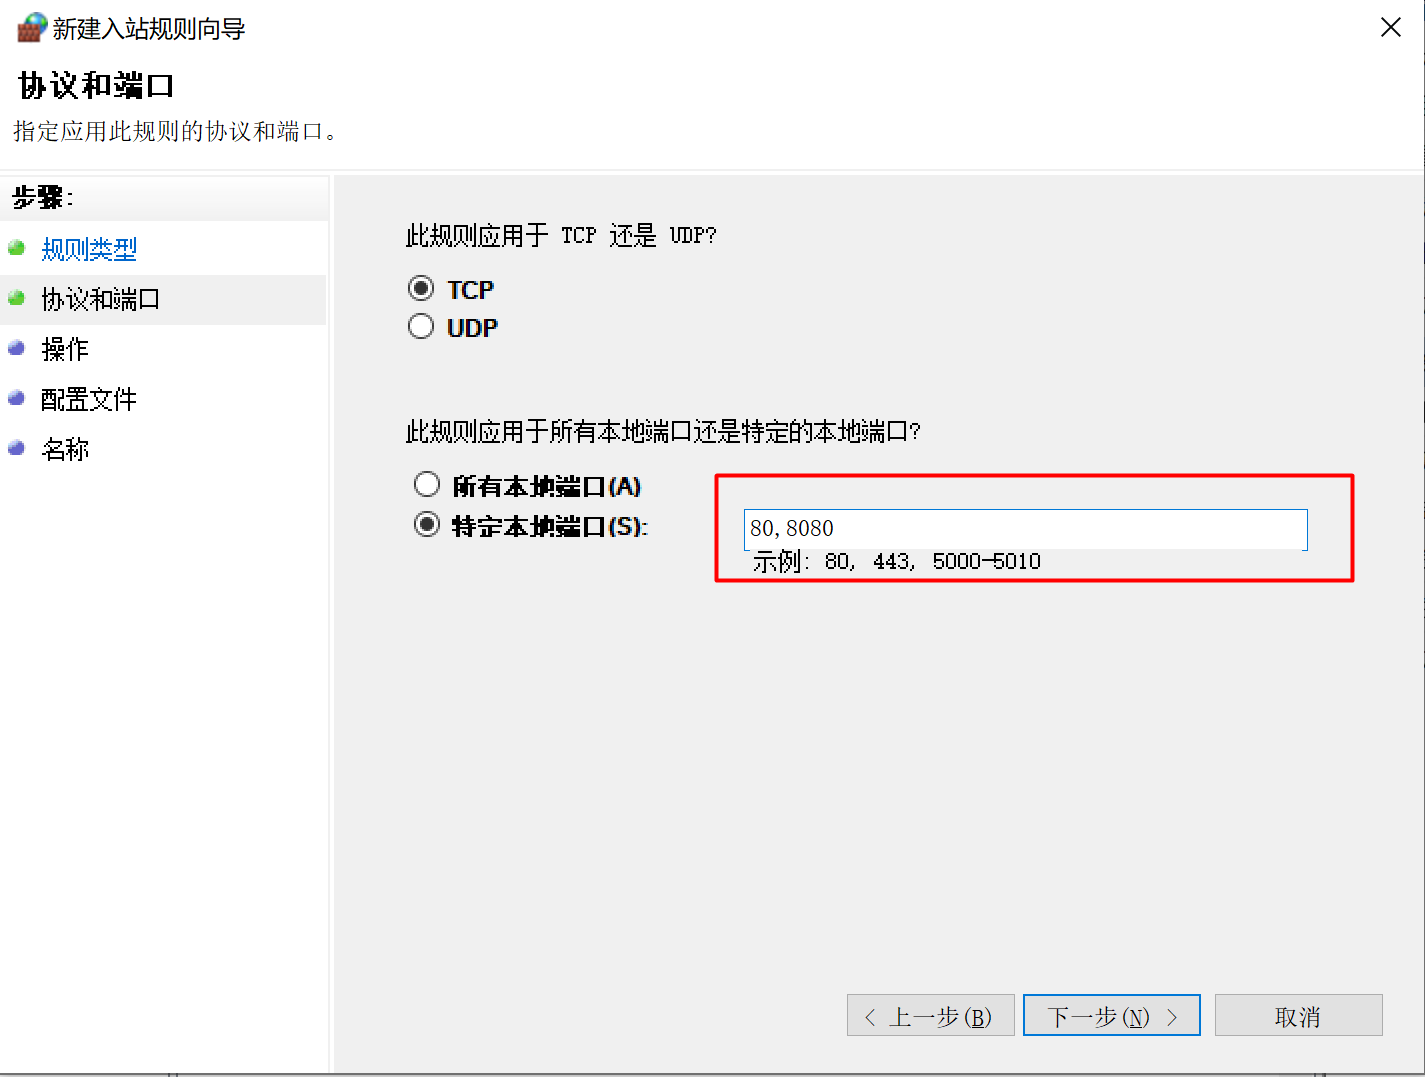 新建入站规则向导
协议和端口
指定应用此规则的协议和端口。
步骤:
规则类型
协议和端口
操作
配置文件
名称
此规则应用于 TCP 还是 UDP?
TCP
UDP
此规则应用于所有本地端口还是特定的本地端口?
所有本地端口(A)
特定本地端口(S):
80,8080
示例: 80, 443, 5000-5010
< 上一步(B)
下一步(N) >
取消